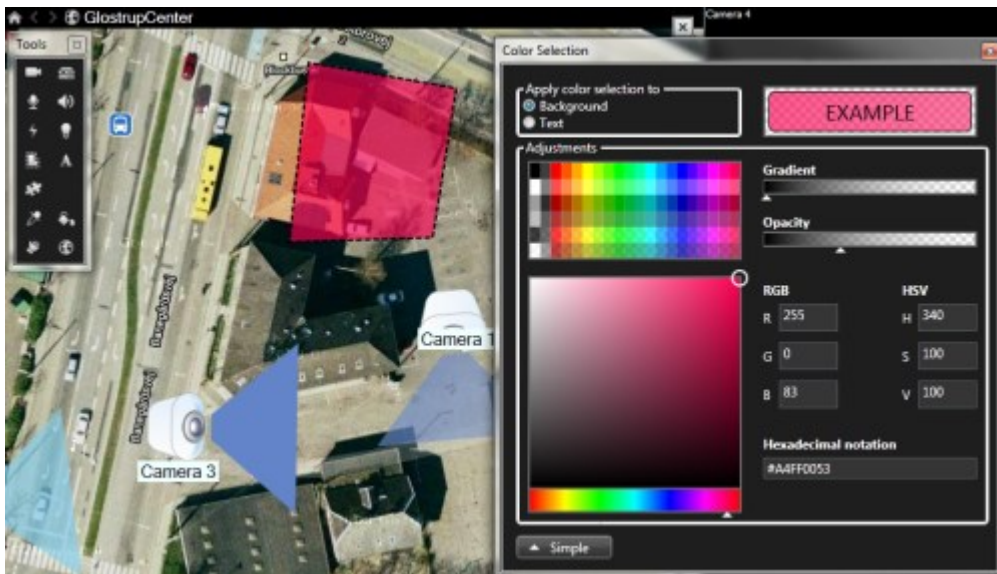 GlostrupCenter
Camera 4
Tools
Color Selection
Apply color selection to
Background
Text
EXAMPLE
Adjustments
Gradient
Opacity
RGB
HSV
R 255
H 340
G 0
S 100
B 83
V 100
Hexadecimal notation
#A4FF0053
Simple
A
Camera 1
Camera 3